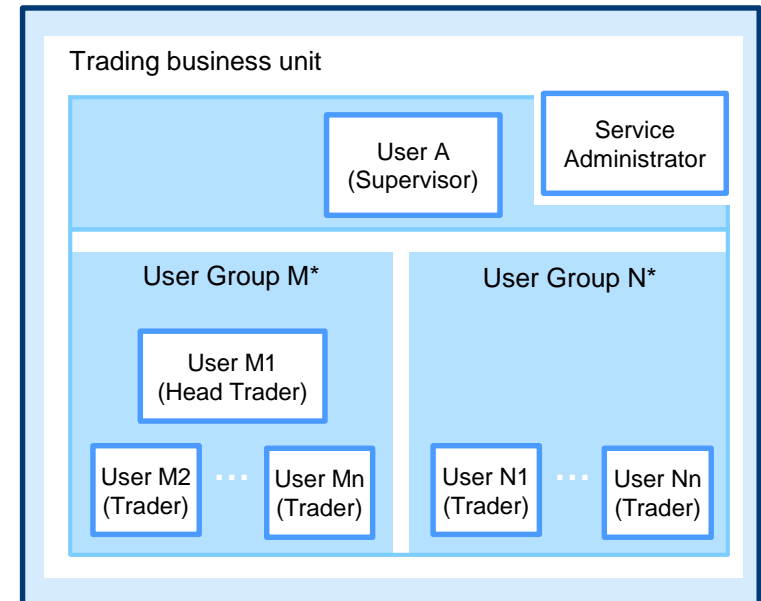 Trading business unit
Service
Administrator
User A
(Supervisor)
User Group M*
User Group N*
User M1
(Head Trader)
User M2
(Trader)
...
User Mn
(Trader)
User N1
(Trader)
...
User Nn
(Trader)